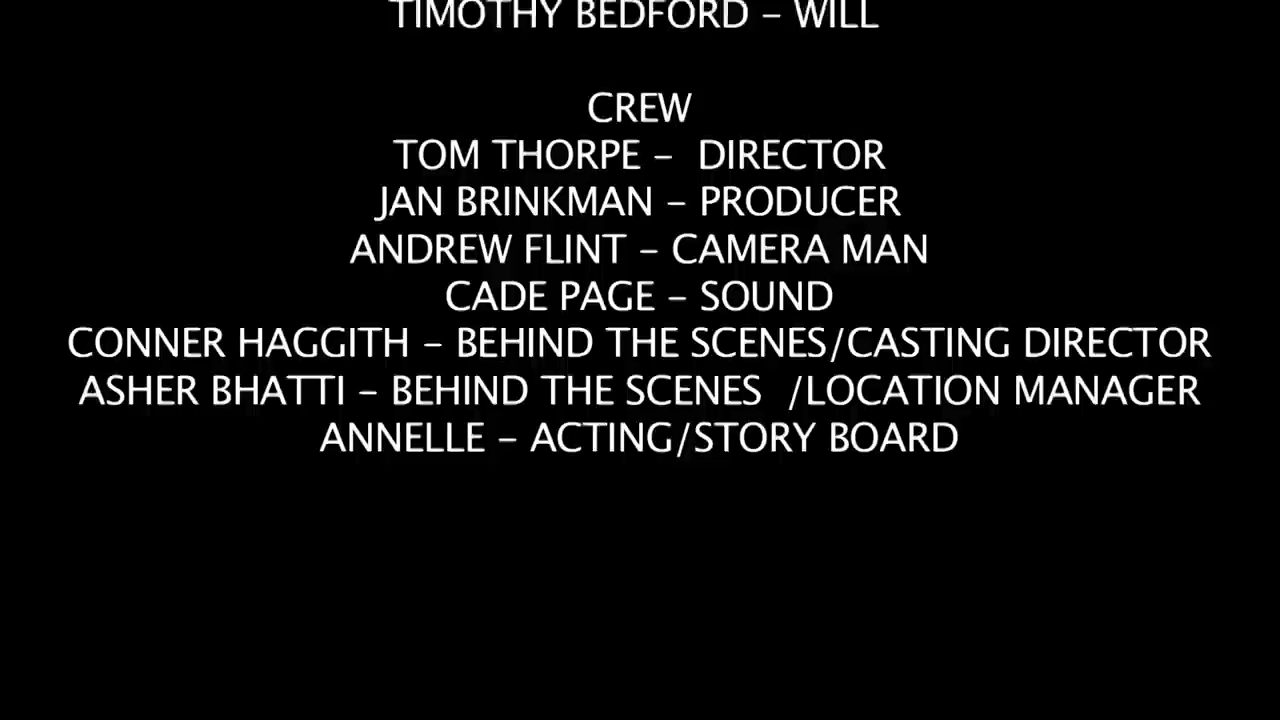 TIMOTHY BEDFORD – WILL
CREW
TOM THORPE –  DIRECTOR
JAN BRINKMAN – PRODUCER
ANDREW FLINT – CAMERA MAN
CADE PAGE – SOUND
CONNER HAGGITH – BEHIND THE SCENES/CASTING DIRECTOR
ASHER BHATTI – BEHIND THE SCENES  /LOCATION MANAGER
ANNELLE – ACTING/STORY BOARD